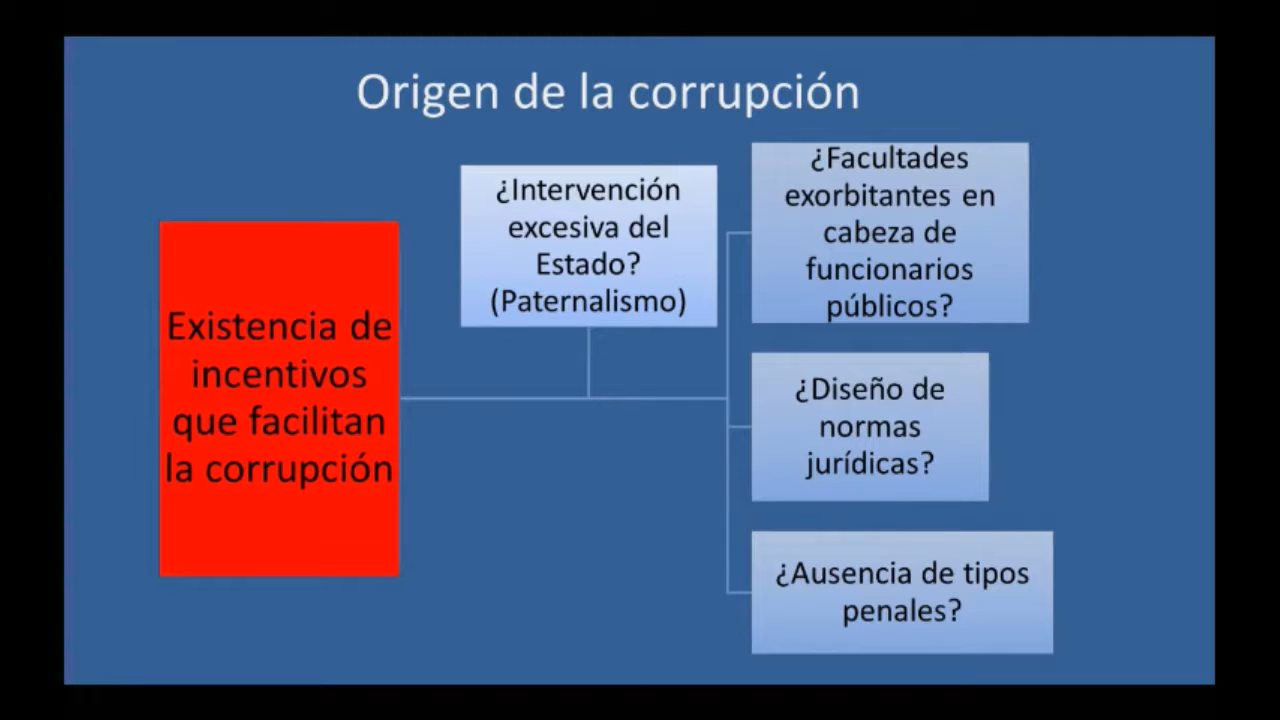 Origen de la corrupción
Existencia de
incentivos
que facilitan
la corrupción
¿Intervención
excesiva del
Estado?
(Paternalismo)
¿Facultades
exorbitantes en
cabeza de
funcionarios
públicos?
¿Diseño de
normas
jurídicas?
¿Ausencia de tipos
penales?